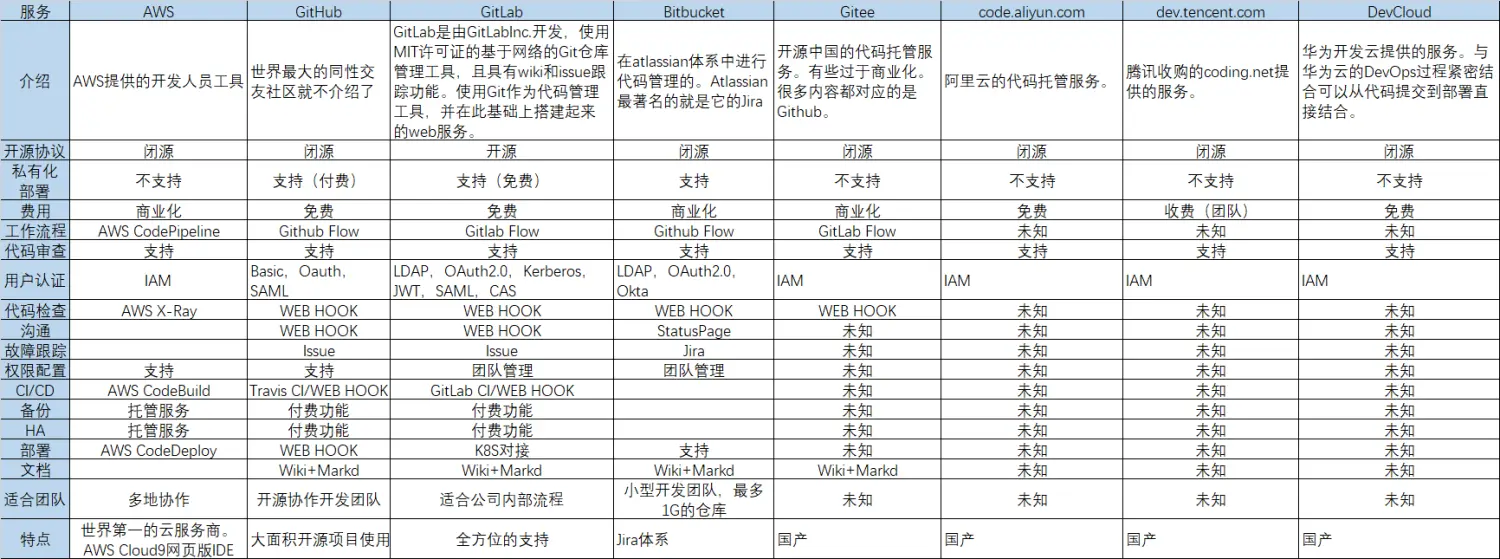 服务 AWS GitHub GitLab Bitbucket Gitee code.aliyun.com dev.tencent.com DevCloud
介绍
AWS提供的开发人员工具
世界最大的同性交
友社区就不介绍了
GitLab是由GitLabInc.开发，使用
MIT许可证的基于网络的Git仓库
管理工具，且具有wiki和issue跟
踪功能。使用Git作为代码管理
工具，并在此基础上搭建起来
的web服务。
在atlassian体系中进行
代码管理的。Atlassian
最著名的就是它的Jira
开源中国的代码托管服
务。有些过于商业化。
很多内容都对应的是
Github。
阿里云的代码托管服务。
腾讯收购的coding.net提
供的服务。
华为开发云提供的服务。与
华为云的DevOps过程紧密结
合可以从代码提交到部署直
接结合。
开源协议 闭源 闭源 开源 闭源 闭源 闭源 闭源 闭源
私有化
部署
不支持 支持（付费） 支持（免费） 支持 不支持 不支持 不支持 不支持
费用 商业化 免费 免费 商业化 商业化 免费 收费（团队） 免费
工作流程 AWS CodePipeline Github Flow Gitlab Flow Github Flow GitLab Flow 未知 未知 未知
代码审查 支持 支持 支持 支持 支持 支持 支持 支持
用户认证
IAM
Basic，Oauth，
SAML
LDAP，OAuth2.0，Kerberos，
JWT，SAML，CAS
LDAP，OAuth2.0，
Okta
IAM IAM IAM IAM
代码检查 AWS X-Ray WEB HOOK WEB HOOK WEB HOOK WEB HOOK 未知 未知 未知
沟通 WEB HOOK WEB HOOK StatusPage 未知 未知 未知 未知
故障跟踪 Issue Issue Jira 未知 未知 未知 未知
权限配置 支持 支持 团队管理 团队管理 未知 未知 未知 未知
CI/CD AWS CodeBuild Travis CI/WEB HOOK GitLab CI/WEB HOOK 未知 未知 未知 未知
备份 托管服务 付费功能 付费功能 未知 未知 未知 未知
HA 托管服务 付费功能 付费功能 未知 未知 未知 未知
部署 AWS CodeDeploy WEB HOOK K8S对接 支持 未知 未知 未知 未知
文档 Wiki+Markd Wiki+Markd Wiki+Markd Wiki+Markd 未知 未知 未知
适合团队 多地协作 开源协作开发团队 适合公司内部流程
小型开发团队，最多
1G的仓库
未知 未知 未知 未知
特点
世界第一的云服务商。
AWS Cloud9网页版IDE
大面积开源项目使用 全方位的支持 Jira体系 国产 国产 国产 国产